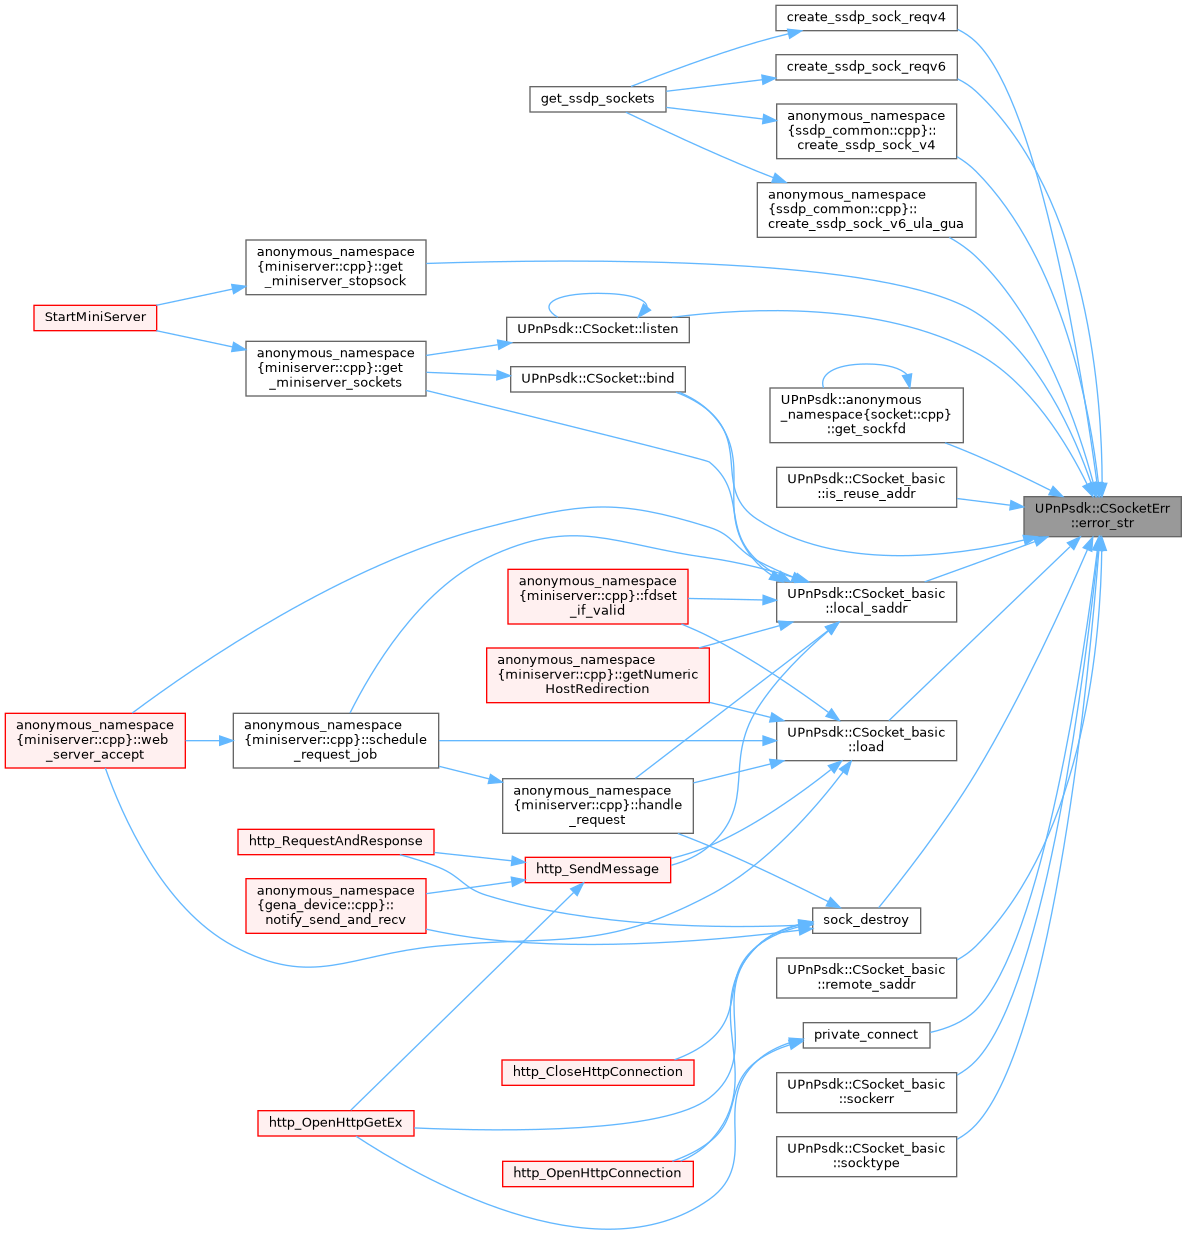 create_ssdp_sock_reqv4
create_ssdp_sock_reqv6
get_ssdp_sockets
anonymous_namespace
{ssdp_common::cpp}::
create_ssdp_sock_v4
anonymous_namespace
{ssdp_common::cpp}::
create_ssdp_sock_v6_ula_gua
anonymous_namespace
{miniserver::cpp}::get
_miniserver_stopsock
StartMiniServer
UPnPsdk::CSocket::listen
anonymous_namespace
{miniserver::cpp}::get
_miniserver_sockets
UPnPsdk::CSocket::bind
UPnPsdk::anonymous
_namespace{socket::cpp}
::get_sockfd
UPnPsdk::CSocket_basic
::is_reuse_addr
UPnPsdk::CSocketErr
::error_str
anonymous_namespace
{miniserver::cpp}::fdset
_if_valid
UPnPsdk::CSocket_basic
::local_saddr
anonymous_namespace
{miniserver::cpp}::getNumeric
HostRedirection
anonymous_namespace
{miniserver::cpp}::web
_server_accept
anonymous_namespace
{miniserver::cpp}::schedule
_request_job
UPnPsdk::CSocket_basic
::load
anonymous_namespace
{miniserver::cpp}::handle
_request
http_RequestAndResponse
http_SendMessage
anonymous_namespace
{gena_device::cpp}::
notify_send_and_recv
sock_destroy
UPnPsdk::CSocket_basic
::remote_saddr
private_connect
http_CloseHttpConnection
UPnPsdk::CSocket_basic
::sockerr
http_OpenHttpGetEx
UPnPsdk::CSocket_basic
::socktype
http_OpenHttpConnection